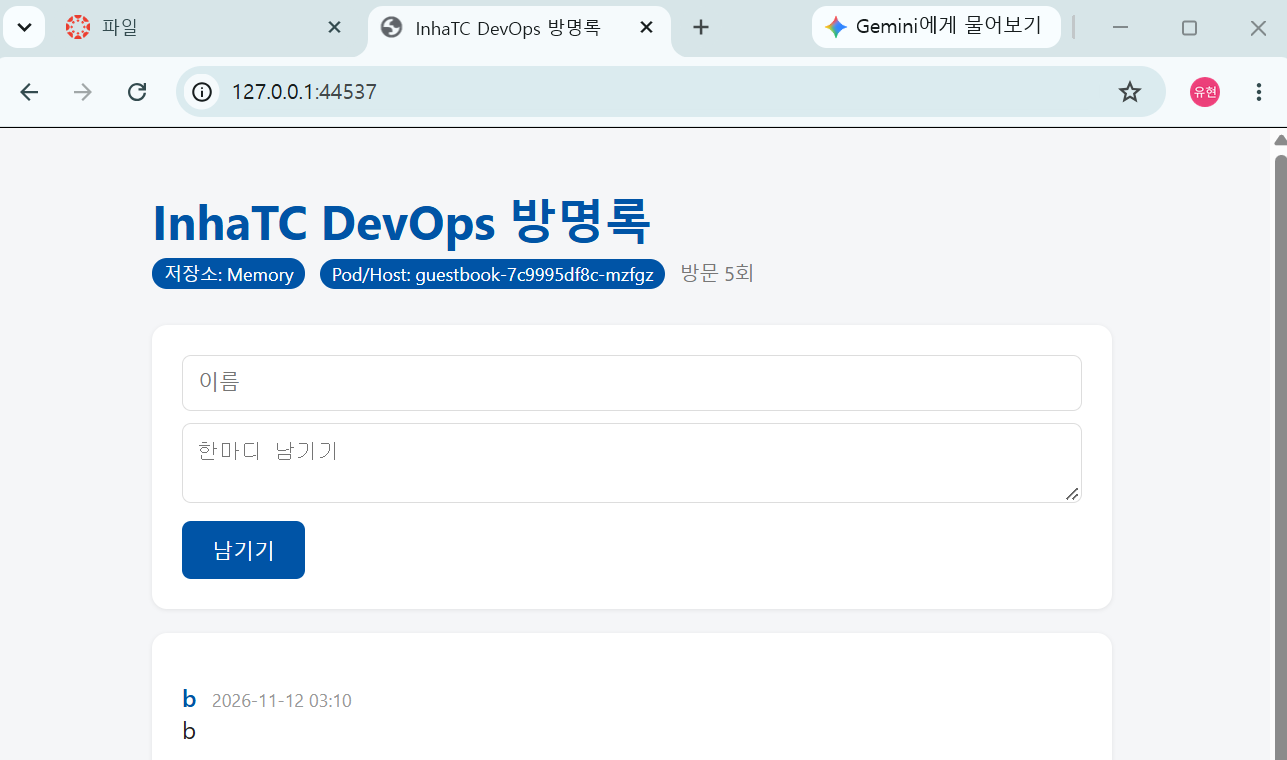 파일
InhaTC DevOps 방명록
Gemini에게 물어보기
127.0.0.1:44537
유현
InhaTC DevOps 방명록
저장소: Memory
Pod/Host: guestbook-7c9995df8c-mzfgz
방문 5회
이름
한마디 남기기
남기기
b 2026-11-12 03:10
b